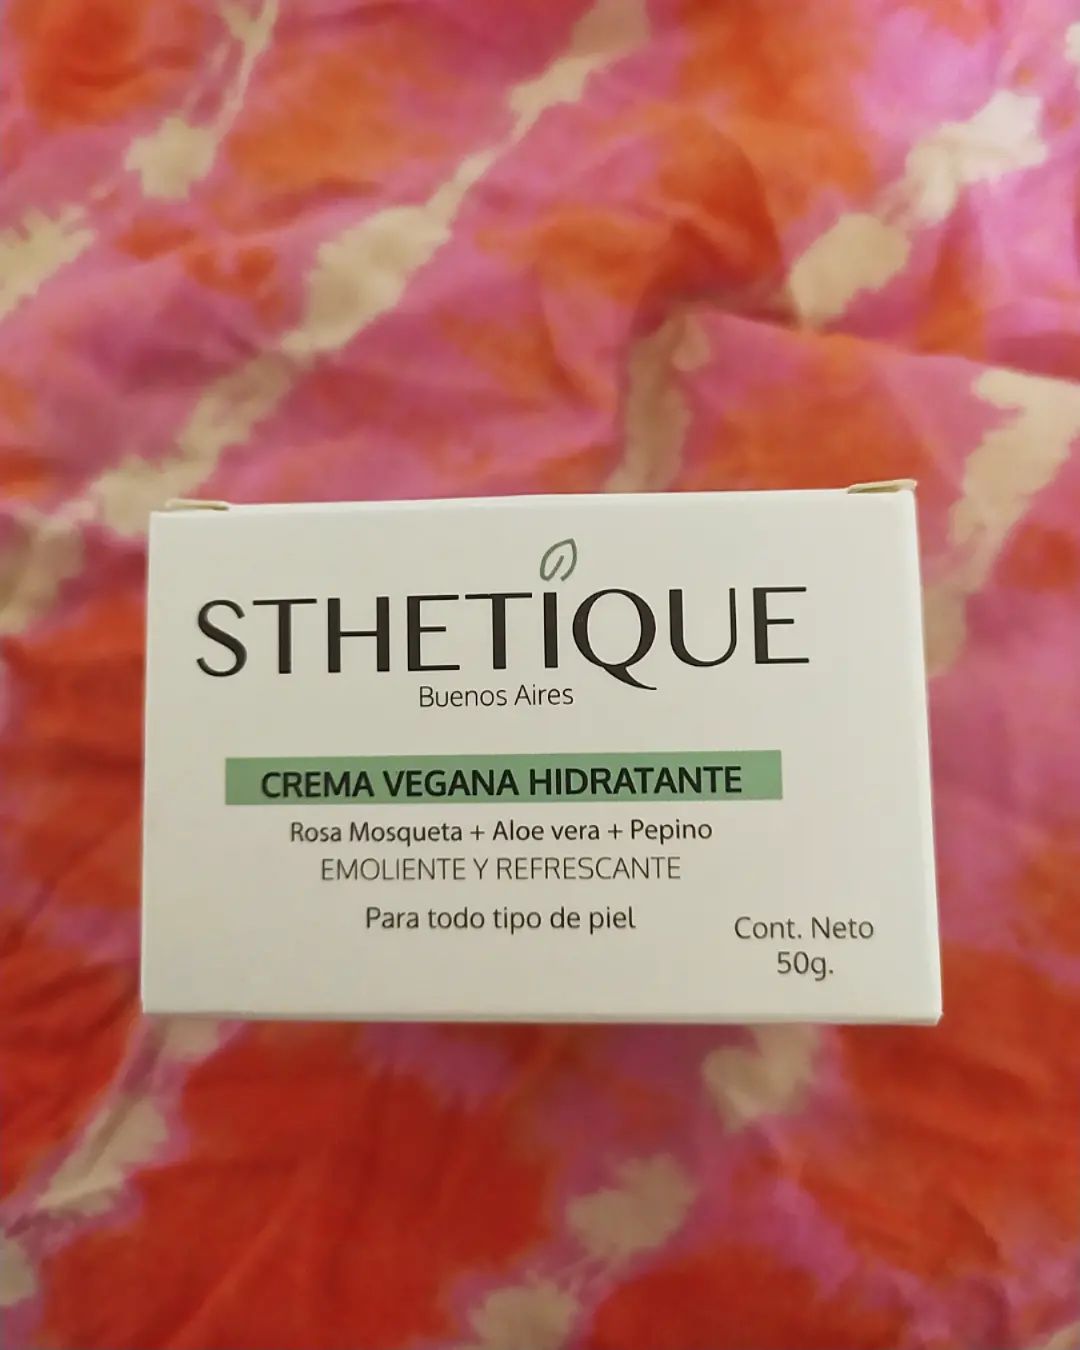 STHETIQUE
Buenos Aires
CREMA VEGANA HIDRATANTE
Rosa Mosqueta + Aloe vera + Pepino
EMOLIENTE Y REFRESCANTE
Para todo tipo de piel
Cont. Neto
50g.